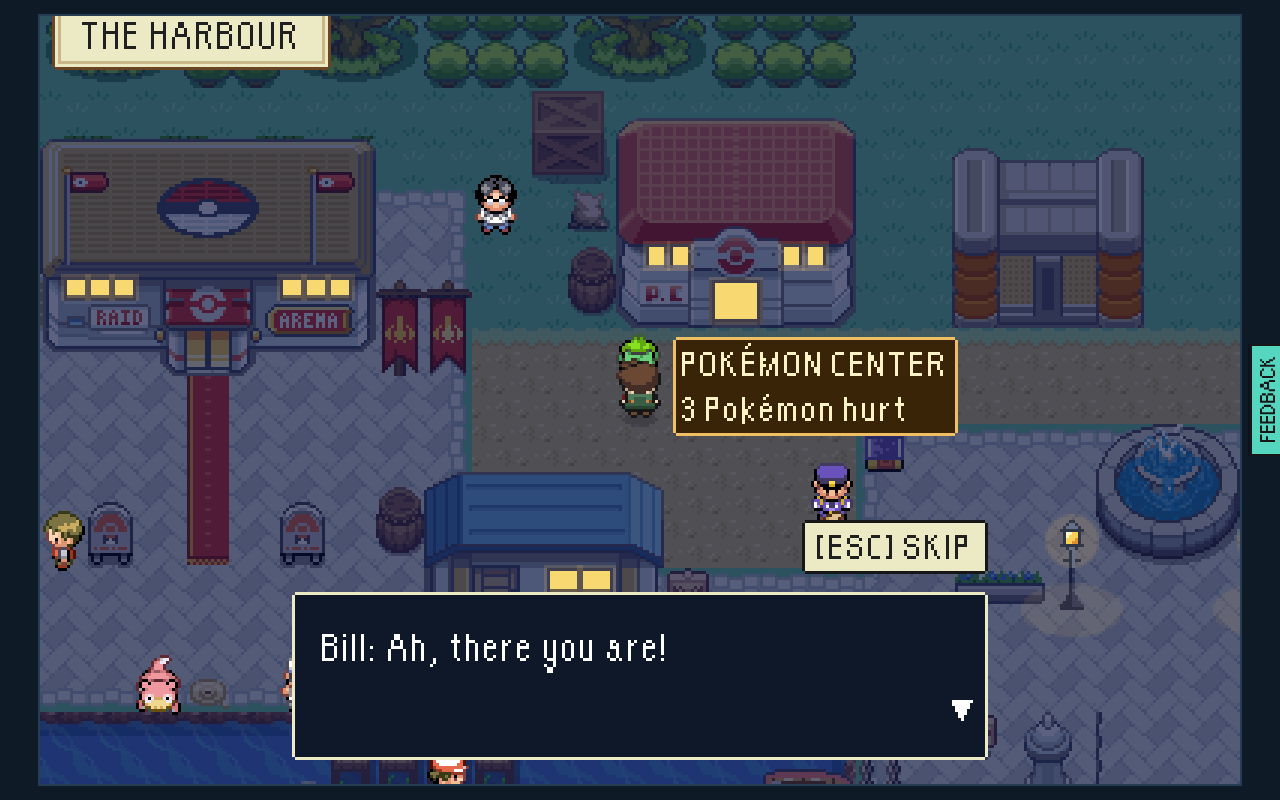 THE HARBOUR
RAID
ARENA
P.C
POKÉMON CENTER
3 Pokémon hurt
FEEDBACK
[ESC] SKIP
Bill: Ah, there you are!